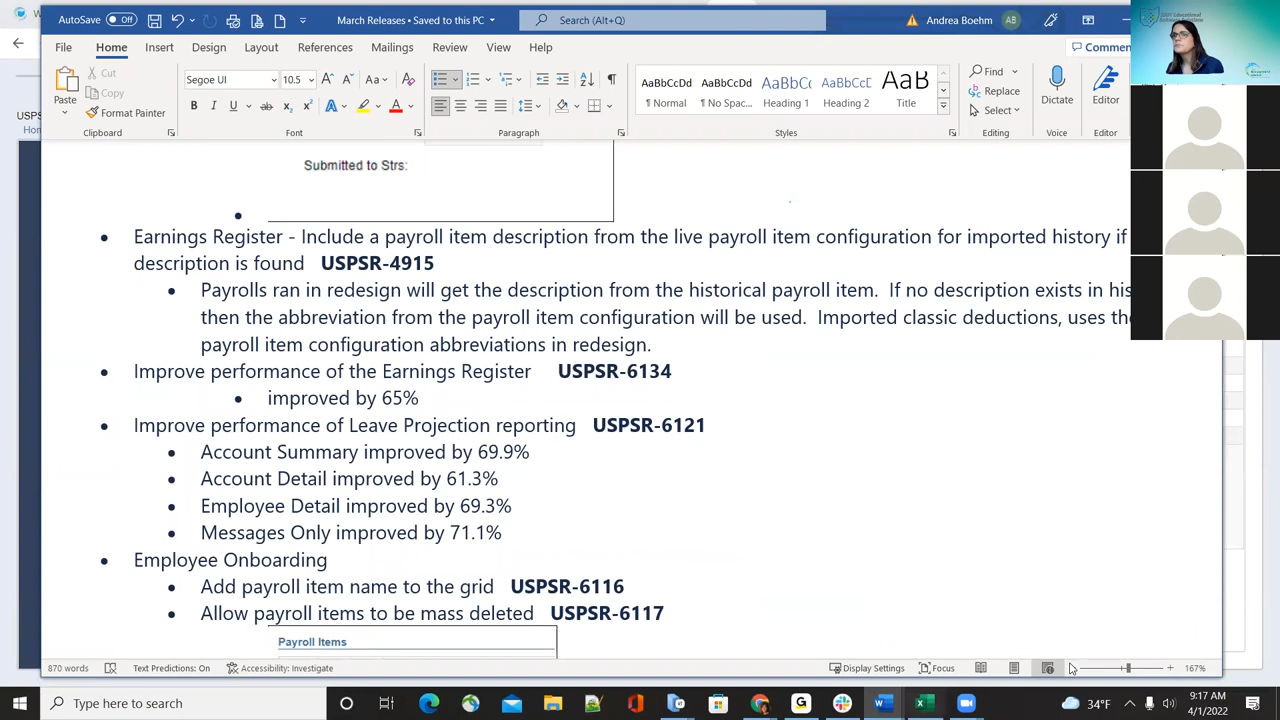 AutoSave Off March Releases • Saved to this PC Search (Alt+Q) Andrea Boehm AB
File Home Insert Design Layout References Mailings Review View Help Commen
Paste Cut Copy Format Painter
Segoe UI 10.5
AaBbCcDd AaBbCcDd AaBbCcDd AaBbCcD AaB
¶ Normal ¶ No Spac... Heading 1 Heading 2 Title
Find Replace Select Dictate Editor
Clipboard Font Paragraph Styles Editing Voice Editor
USPS
Hom
Submitted to Strs:
Earnings Register - Include a payroll item description from the live payroll item configuration for imported history if
description is found USPSR-4915
Payrolls ran in redesign will get the description from the historical payroll item. If no description exists in his
then the abbreviation from the payroll item configuration will be used. Imported classic deductions, uses the
payroll item configuration abbreviations in redesign.
Improve performance of the Earnings Register USPSR-6134
improved by 65%
Improve performance of Leave Projection reporting USPSR-6121
Account Summary improved by 69.9%
Account Detail improved by 61.3%
Employee Detail improved by 69.3%
Messages Only improved by 71.1%
Employee Onboarding
Add payroll item name to the grid USPSR-6116
Allow payroll items to be mass deleted USPSR-6117
Payroll Items
870 words Text Predictions: On Accessibility: Investigate Display Settings Focus 167%
Type here to search 34°F 9:17 AM
4/1/2022